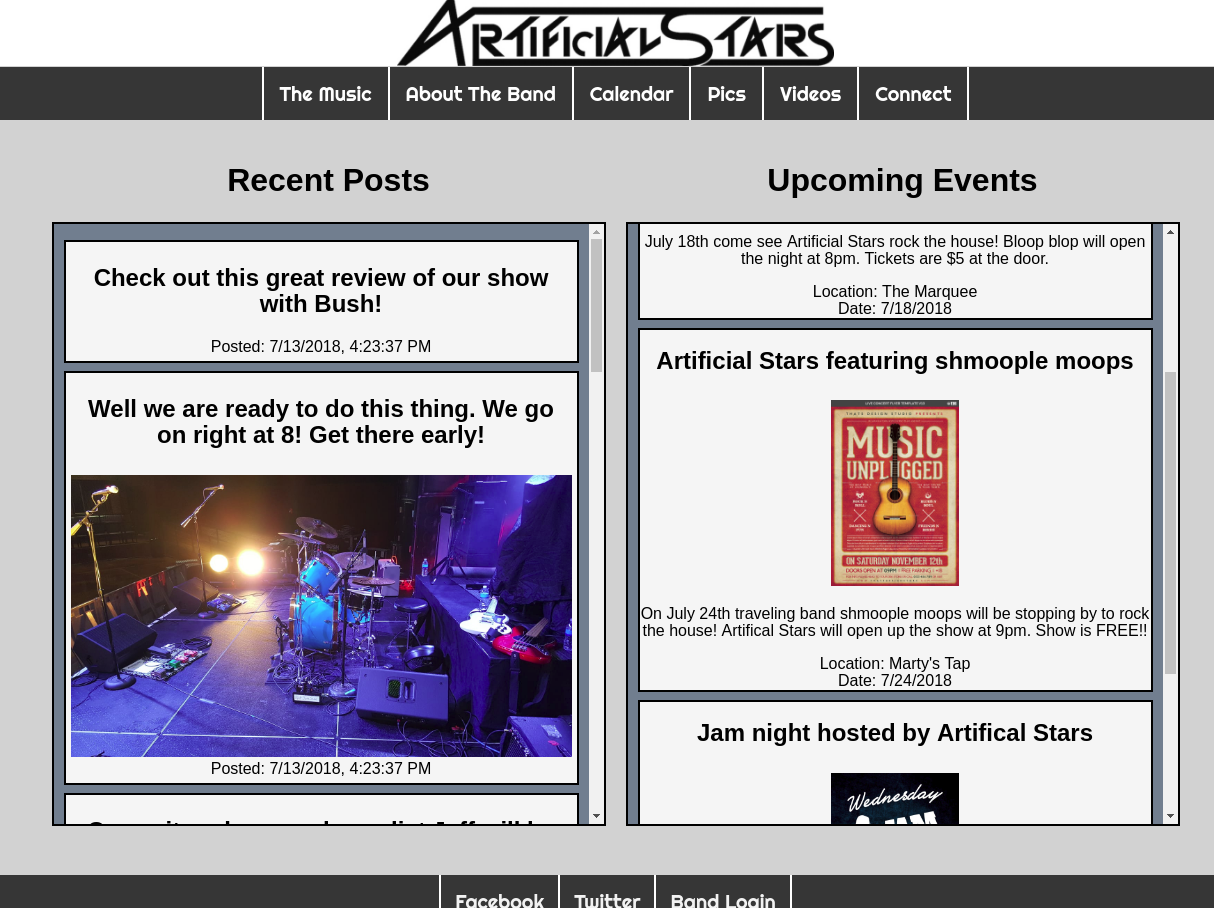 ARTIFICIAL STARS
The Music About The Band Calendar Pics Videos Connect
Recent Posts
Check out this great review of our show
with Bush!
Posted: 7/13/2018, 4:23:37 PM
Well we are ready to do this thing. We go
on right at 8! Get there early!
Posted: 7/13/2018, 4:23:37 PM
Upcoming Events
July 18th come see Artificial Stars rock the house! Bloop blop will open
the night at 8pm. Tickets are $5 at the door.
Location: The Marquee
Date: 7/18/2018
Artificial Stars featuring shmoople moops
MUSIC
UNPLUGGED
ON SATURDAY NOVEMBER 12th
On July 24th traveling band shmoople moops will be stopping by to rock
the house! Artifical Stars will open up the show at 9pm. Show is FREE!!
Location: Marty's Tap
Date: 7/24/2018
Jam night hosted by Artifical Stars
Wednesday
Facebook Twitter Band Login